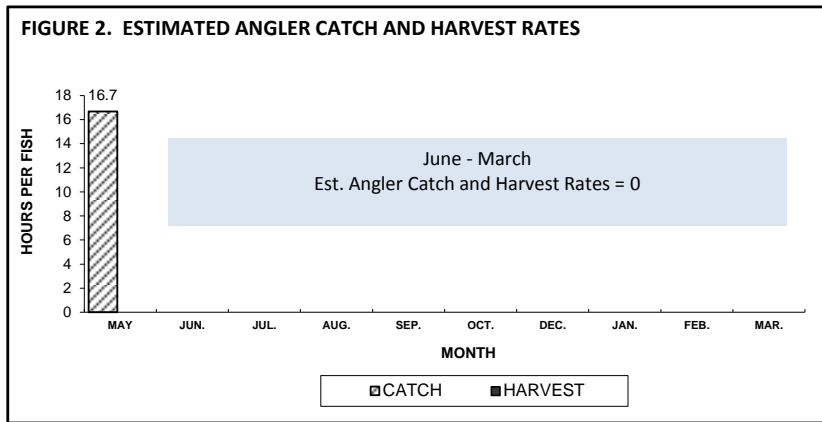 FIGURE 2. ESTIMATED ANGLER CATCH AND HARVEST RATES
HOURS PER FISH
18
16
14
12
10
8
6
4
2
0
16.7
June - March
Est. Angler Catch and Harvest Rates = 0
MAY JUN. JUL. AUG. SEP. OCT. DEC. JAN. FEB. MAR.
MONTH
CATCH HARVEST